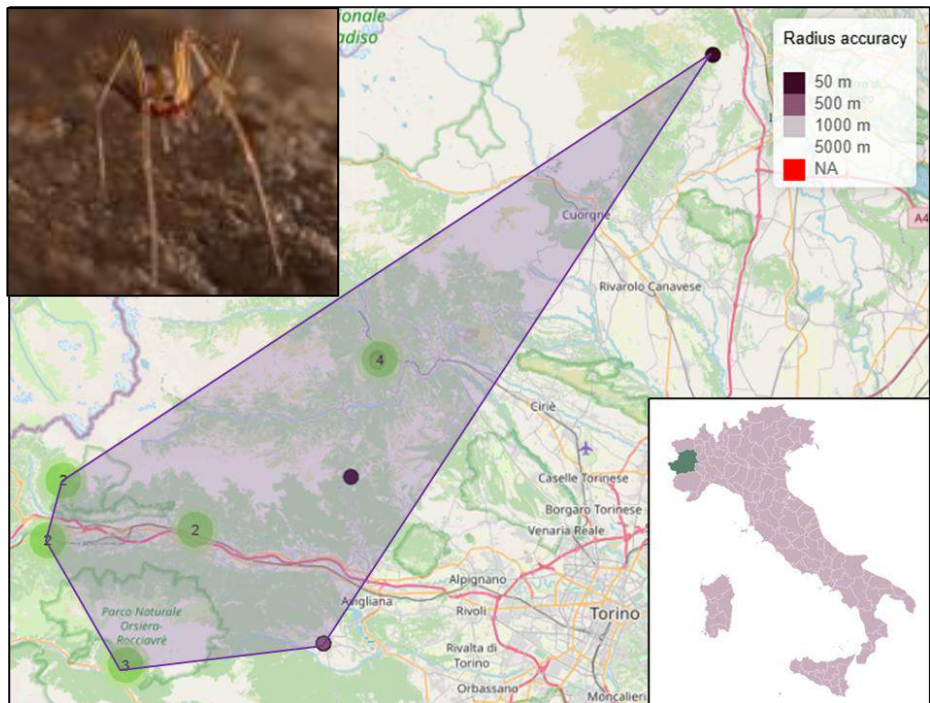 ionale
adiso
Radius accuracy
50 m
500 m
1000 m
5000 m
NA
A4
Cuorgnè
Rivarolo Canavese
4
Ciriè
Caselle Torinese
Borgaro Torinese
Venaria Reale
2
2
2
Alpignano
Avigliana
Rivoli
Torino
Parco Naturale
Orsiera-
Rocciavrè
Rivalta di
Torino
3
Orbassano
Moncalieri